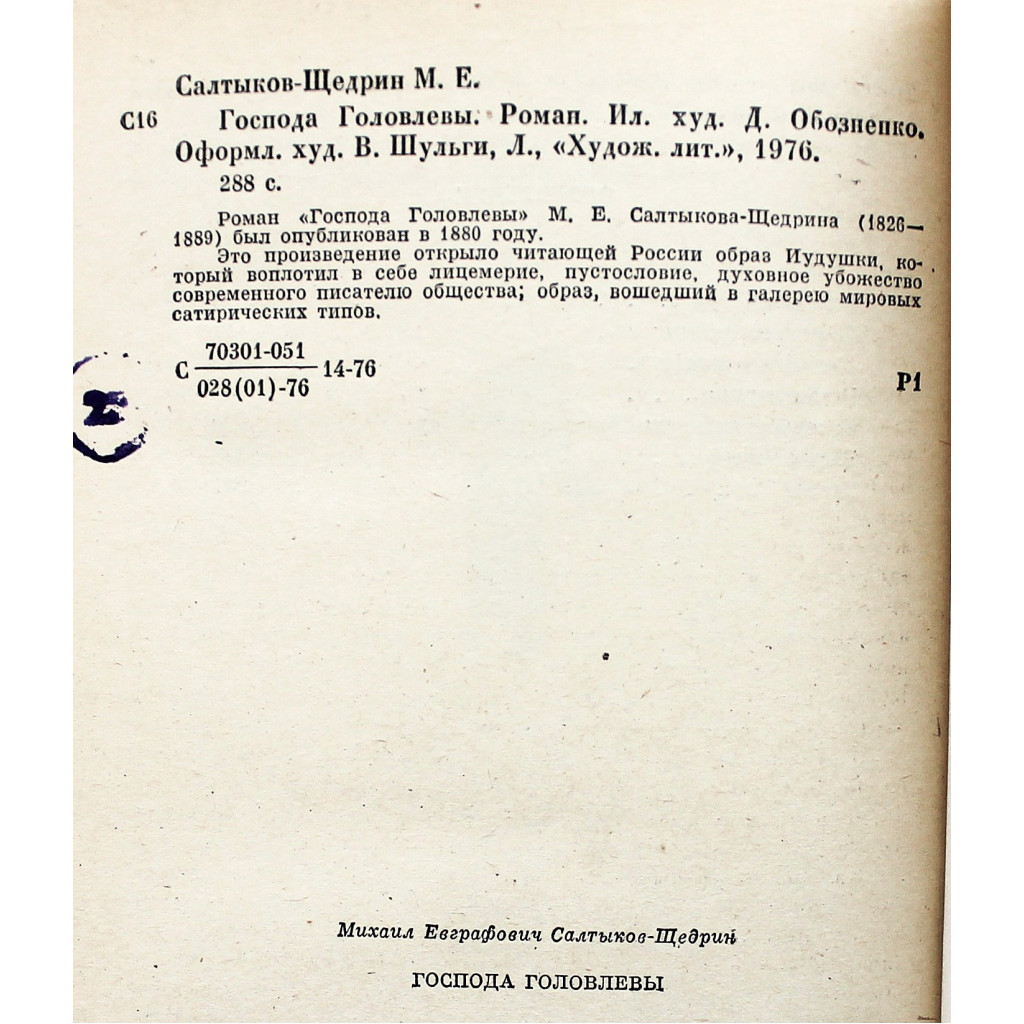 Салтыков-Щедрин М. Е.
С16 Господа Головлевы. Роман. Ил. худ. Д. Обозненко.
Оформл. худ. В. Шульги, Л., «Худож. лит.», 1976.
288 с.
Роман «Господа Головлевы» М. Е. Салтыкова-Щедрина (1826—
1889) был опубликован в 1880 году.
Это произведение открыло читающей России образ Иудушки, ко-
торый воплотил в себе лицемерие, пустословие, духовное убожество
современного писателю общества; образ, вошедший в галерею мировых
сатирических типов.
70301-051
С 14-76
028(01)-76
Р1
Михаил Евграфович Салтыков-Щедрин
ГОСПОДА ГОЛОВЛЕВЫ